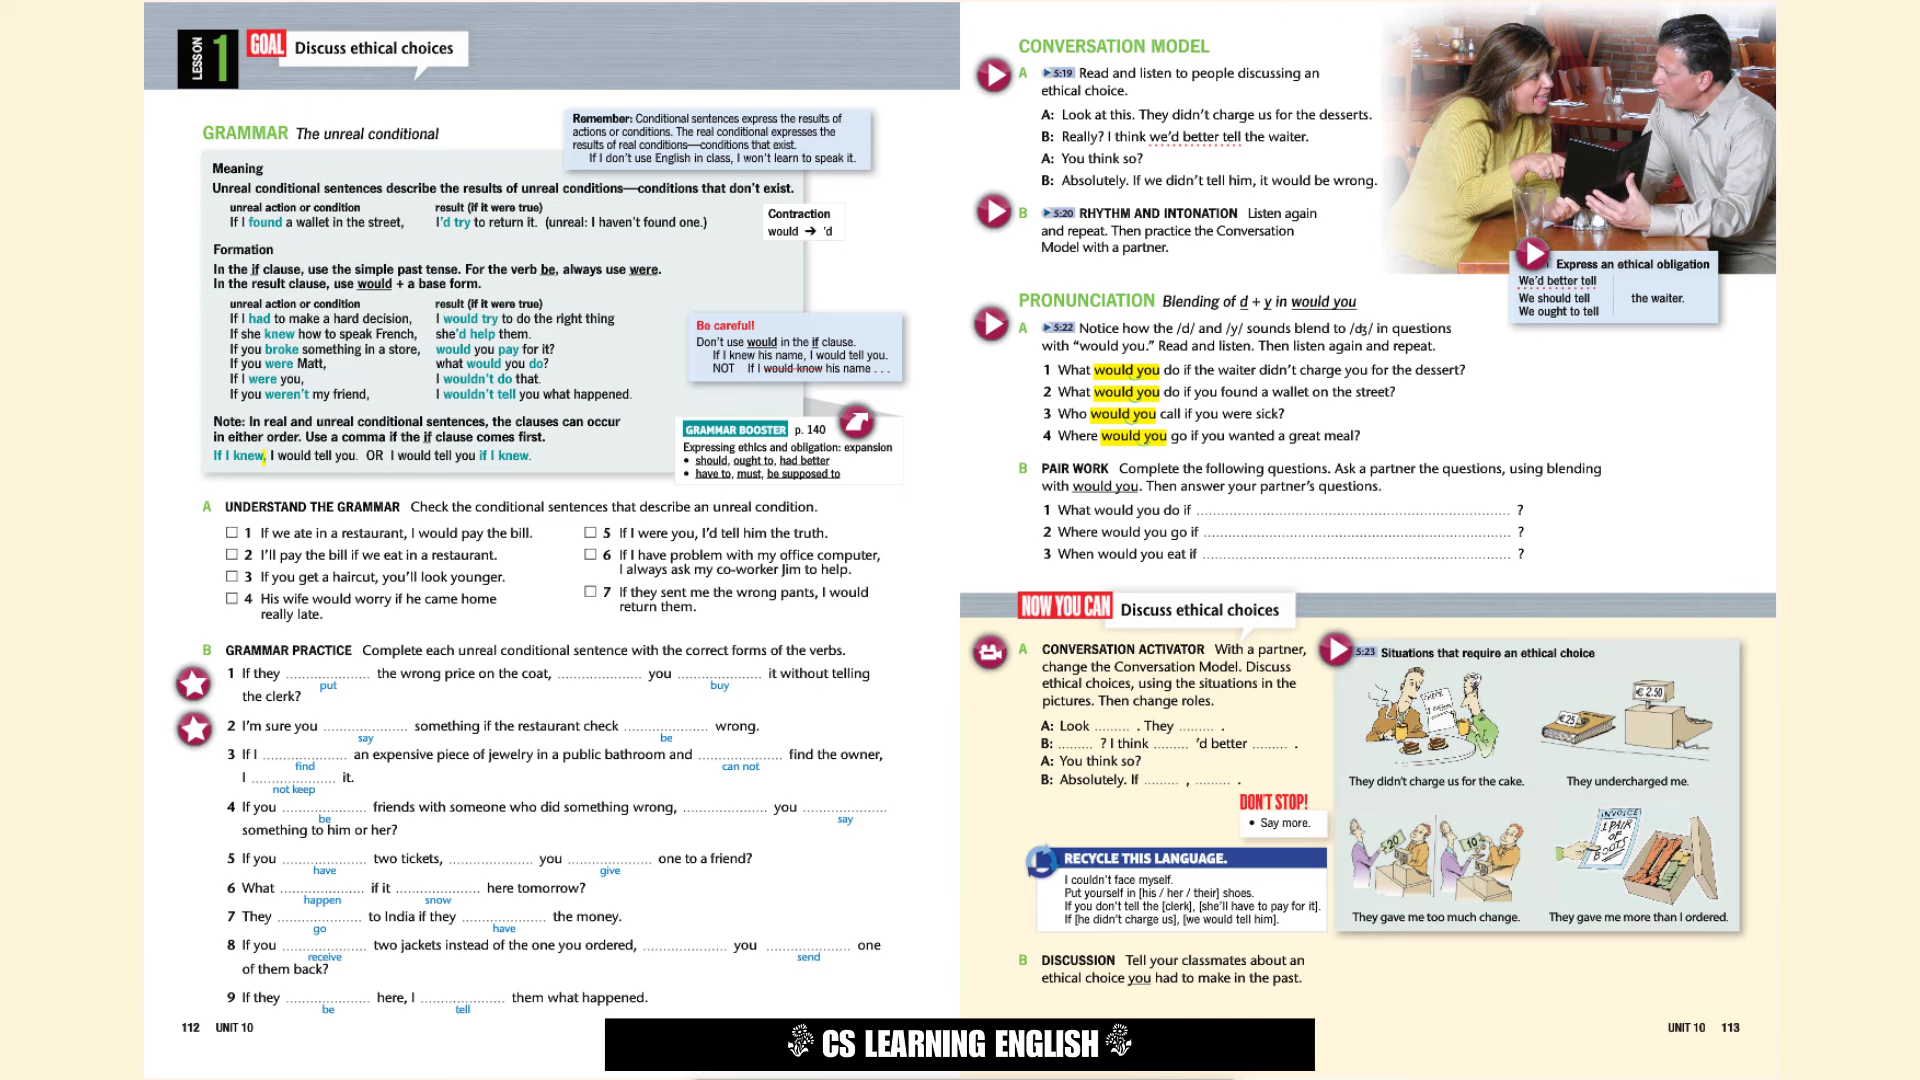 LESSON 1
GOAL Discuss ethical choices
GRAMMAR The unreal conditional
Remember: Conditional sentences express the results of
actions or conditions. The real conditional expresses the
results of real conditions—conditions that exist.
If I don't use English in class, I won't learn to speak it.
Meaning
Unreal conditional sentences describe the results of unreal conditions—conditions that don't exist.
unreal action or condition result (if it were true)
If I found a wallet in the street, I'd try to return it. (unreal: I haven't found one.)
Contraction
would → 'd
Formation
In the if clause, use the simple past tense. For the verb be, always use were.
In the result clause, use would + a base form.
unreal action or condition result (if it were true)
If I had to make a hard decision, I would try to do the right thing
If she knew how to speak French, she'd help them.
If you broke something in a store, would you pay for it?
If you were Matt, what would you do?
If I were you, I wouldn't do that.
If you weren't my friend, I wouldn't tell you what happened.
Be careful!
Don't use would in the if clause.
If I knew his name, I would tell you.
NOT If I would know his name . . .
Note: In real and unreal conditional sentences, the clauses can occur
in either order. Use a comma if the if clause comes first.
If I knew, I would tell you. OR I would tell you if I knew.
GRAMMAR BOOSTER p. 140
Expressing ethics and obligation: expansion
• should, ought to, had better
• have to, must, be supposed to
A UNDERSTAND THE GRAMMAR Check the conditional sentences that describe an unreal condition.
1 If we ate in a restaurant, I would pay the bill.
2 I'll pay the bill if we eat in a restaurant.
3 If you get a haircut, you'll look younger.
4 His wife would worry if he came home
really late.
5 If I were you, I'd tell him the truth.
6 If I have problem with my office computer,
I always ask my co-worker Jim to help.
7 If they sent me the wrong pants, I would
return them.
B GRAMMAR PRACTICE Complete each unreal conditional sentence with the correct forms of the verbs.
1 If they ..................... the wrong price on the coat, ..................... you ..................... it without telling
put buy
the clerk?
2 I'm sure you ..................... something if the restaurant check ..................... wrong.
say be
3 If I ..................... an expensive piece of jewelry in a public bathroom and ..................... find the owner,
find can not
I ..................... it.
not keep
4 If you ..................... friends with someone who did something wrong, ..................... you .....................
be say
something to him or her?
5 If you ..................... two tickets, ..................... you ..................... one to a friend?
have give
6 What ..................... if it ..................... here tomorrow?
happen snow
7 They ..................... to India if they ..................... the money.
go have
8 If you ..................... two jackets instead of the one you ordered, ..................... you ..................... one
receive send
of them back?
9 If they ..................... here, I ..................... them what happened.
be tell
112 UNIT 10
CONVERSATION MODEL
A 5:19 Read and listen to people discussing an
ethical choice.
A: Look at this. They didn't charge us for the desserts.
B: Really? I think we'd better tell the waiter.
A: You think so?
B: Absolutely. If we didn't tell him, it would be wrong.
B 5:20 RHYTHM AND INTONATION Listen again
and repeat. Then practice the Conversation
Model with a partner.
Express an ethical obligation
We'd better tell
We should tell the waiter.
We ought to tell
PRONUNCIATION Blending of d + y in would you
A 5:22 Notice how the /d/ and /y/ sounds blend to /dʒ/ in questions
with "would you." Read and listen. Then listen again and repeat.
1 What would you do if the waiter didn't charge you for the dessert?
2 What would you do if you found a wallet on the street?
3 Who would you call if you were sick?
4 Where would you go if you wanted a great meal?
B PAIR WORK Complete the following questions. Ask a partner the questions, using blending
with would you. Then answer your partner's questions.
1 What would you do if ..................... ?
2 Where would you go if ..................... ?
3 When would you eat if ..................... ?
NOW YOU CAN Discuss ethical choices
A CONVERSATION ACTIVATOR With a partner,
change the Conversation Model. Discuss
ethical choices, using the situations in the
pictures. Then change roles.
A: Look ......... . They ......... .
B: ......... ? I think ......... 'd better ......... .
A: You think so?
B: Absolutely. If ......... , ......... .
DON'T STOP!
• Say more.
RECYCLE THIS LANGUAGE.
I couldn't face myself.
Put yourself in [his / her / their] shoes.
If you don't tell the [clerk], [she'll have to pay for it].
If [he didn't charge us], [we would tell him].
5:23 Situations that require an ethical choice
€ 2.50
€25
They didn't charge us for the cake. They undercharged me.
20
10
INVOICE
1 PAIR
OF
BOOTS
They gave me too much change. They gave me more than I ordered.
B DISCUSSION Tell your classmates about an
ethical choice you had to make in the past.
UNIT 10 113
CS LEARNING ENGLISH